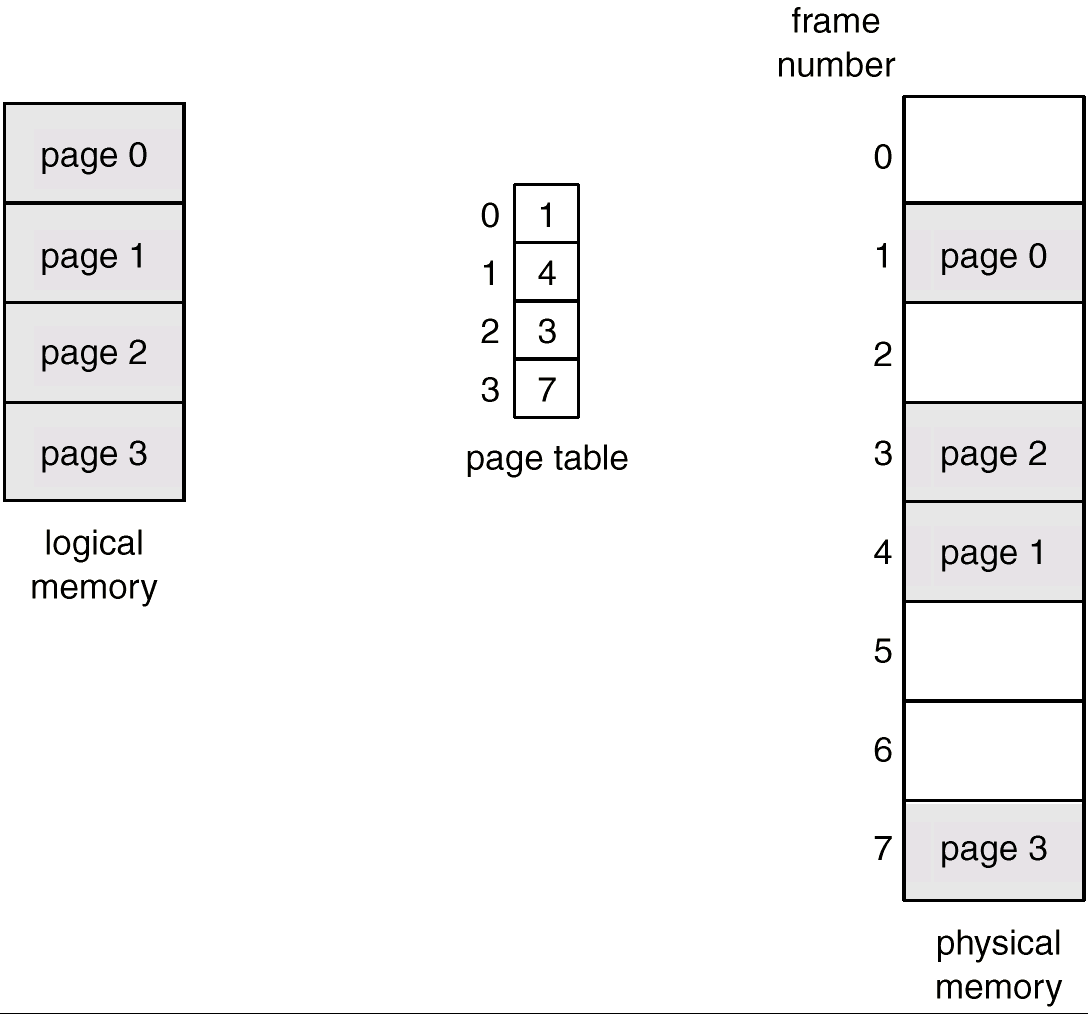 page 0
page 1
page 2
page 3
logical
memory
0 1
1 4
2 3
3 7
page table
frame
number
0
1 page 0
2
3 page 2
4 page 1
5
6
7 page 3
physical
memory